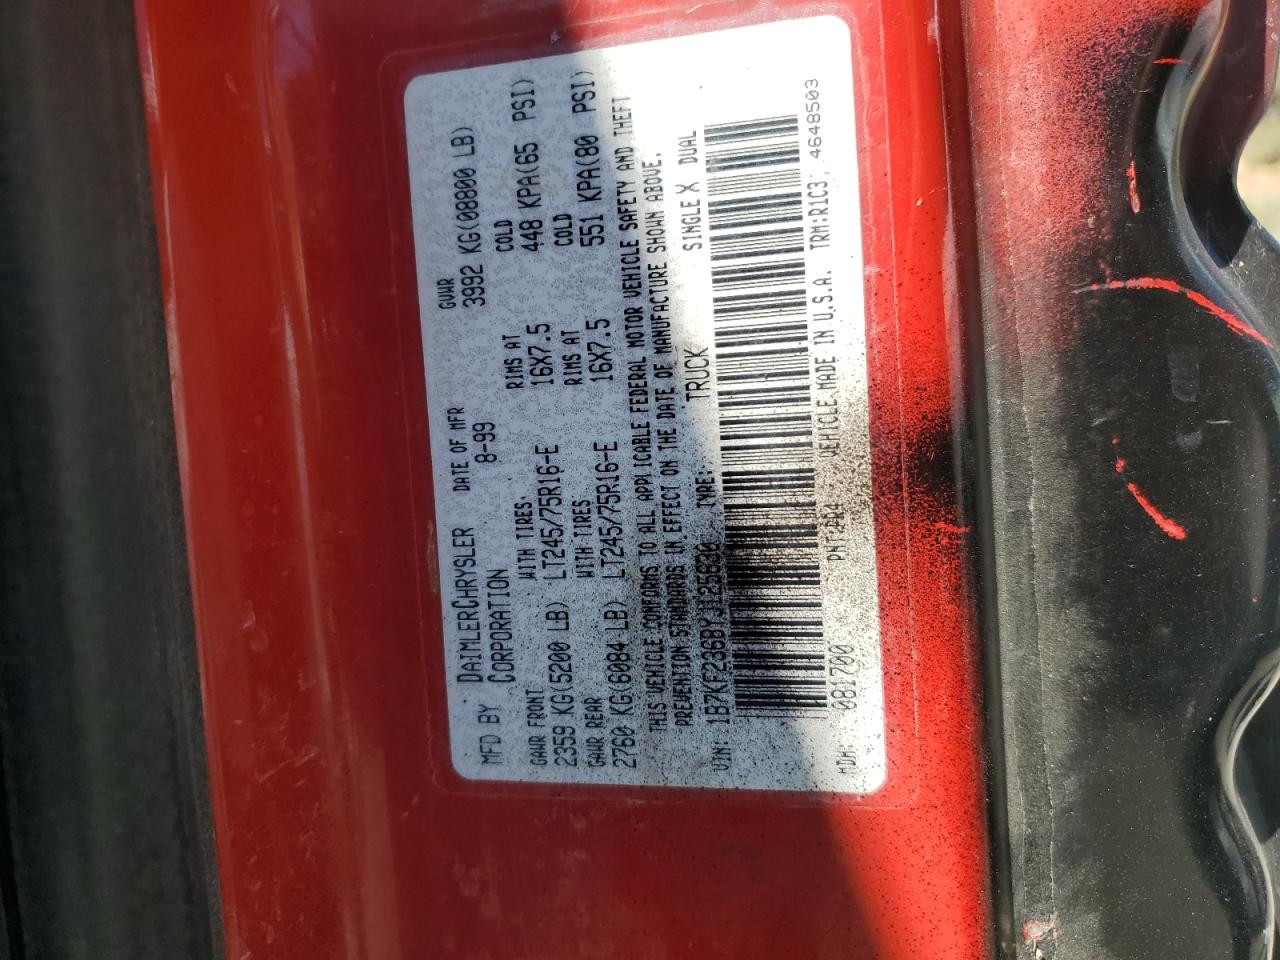 MFD BY DAIMLERCHRYSLER CORPORATION DATE OF MFR 8-99 GVWR 3992 KG(08800 LB)
GAWR FRONT WITH TIRES RIMS AT COLD
2359 KG(5200 LB) LT245/75R16-E 16X7.5 448 KPA(65 PSI)
GAWR REAR WITH TIRES RIMS AT COLD
2760 KG(6084 LB) LT245/75R16-E 16X7.5 551 KPA(80 PSI)
THIS VEHICLE CONFORMS TO ALL APPLICABLE FEDERAL MOTOR VEHICLE SAFETY AND THEFT
PREVENTION STANDARDS IN EFFECT ON THE DATE OF MANUFACTURE SHOWN ABOVE.
VIN: 1B7KF2368YJ125620 TYPE: TRUCK SINGLE X DUAL
MDH: 081700 PNT: VEHICLE MADE IN U.S.A. TRM:R1C3 4648503